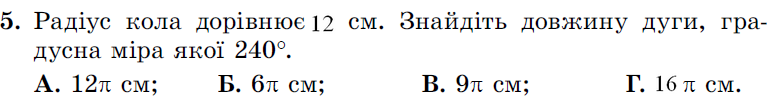 5. Радіус кола дорівнює 12 см. Знайдіть довжину дуги, гра-
дусна міра якої 240°.
А. 12π см; Б. 6π см; В. 9π см; Г. 16 π см.